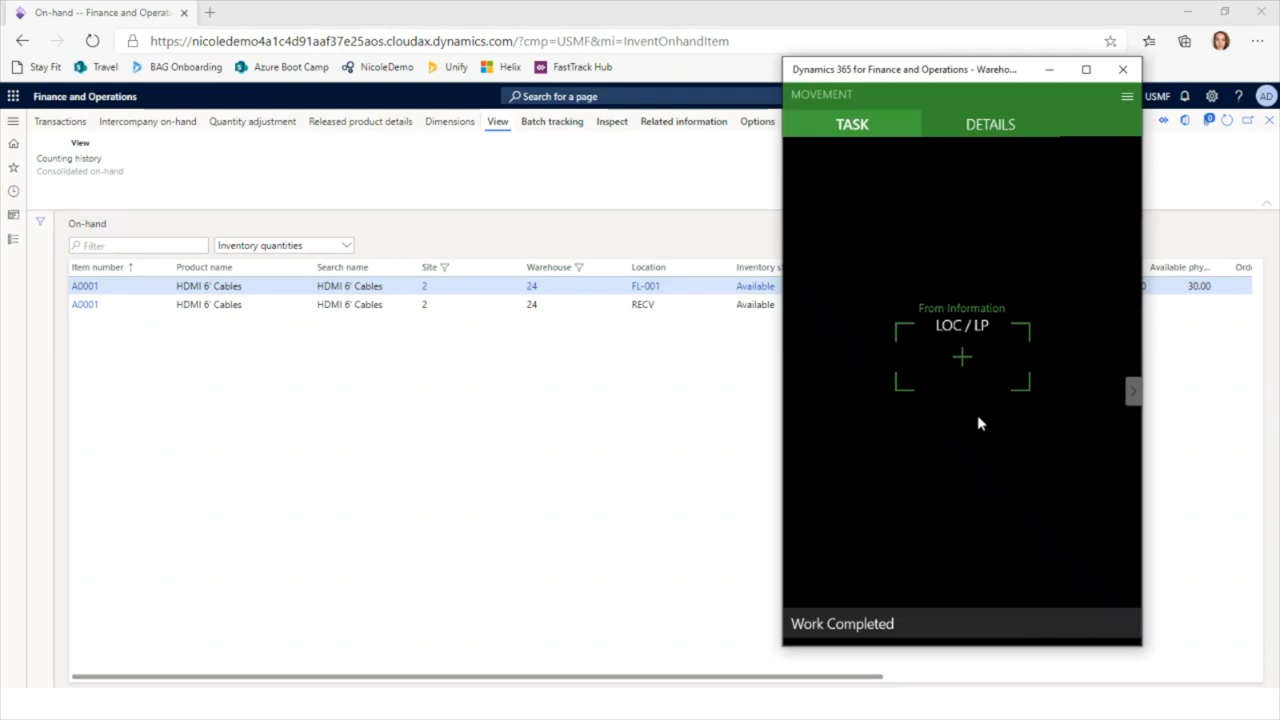 On-hand -- Finance and Operati
https://nicoledemo4a1c4d91aaf37e25aos.cloudax.dynamics.com/?cmp=USMF&mi=InventOnhandItem
Stay Fit Travel BAG Onboarding Azure Boot Camp NicoleDemo Unify Helix FastTrack Hub
Finance and Operations Search for a page USMF ? AD
Transactions Intercompany on-hand Quantity adjustment Released product details Dimensions View Batch tracking Inspect Related information Options
View
Counting history
Consolidated on-hand
On-hand
Filter Inventory quantities
Item number Product name Search name Site Warehouse Location Inventory s Available phy... Ord
A0001 HDMI 6' Cables HDMI 6' Cables 2 24 FL-001 Available 0 30.00
A0001 HDMI 6' Cables HDMI 6' Cables 2 24 RECV Available
Dynamics 365 for Finance and Operations - Wareho...
MOVEMENT
TASK DETAILS
From Information
LOC / LP
Work Completed